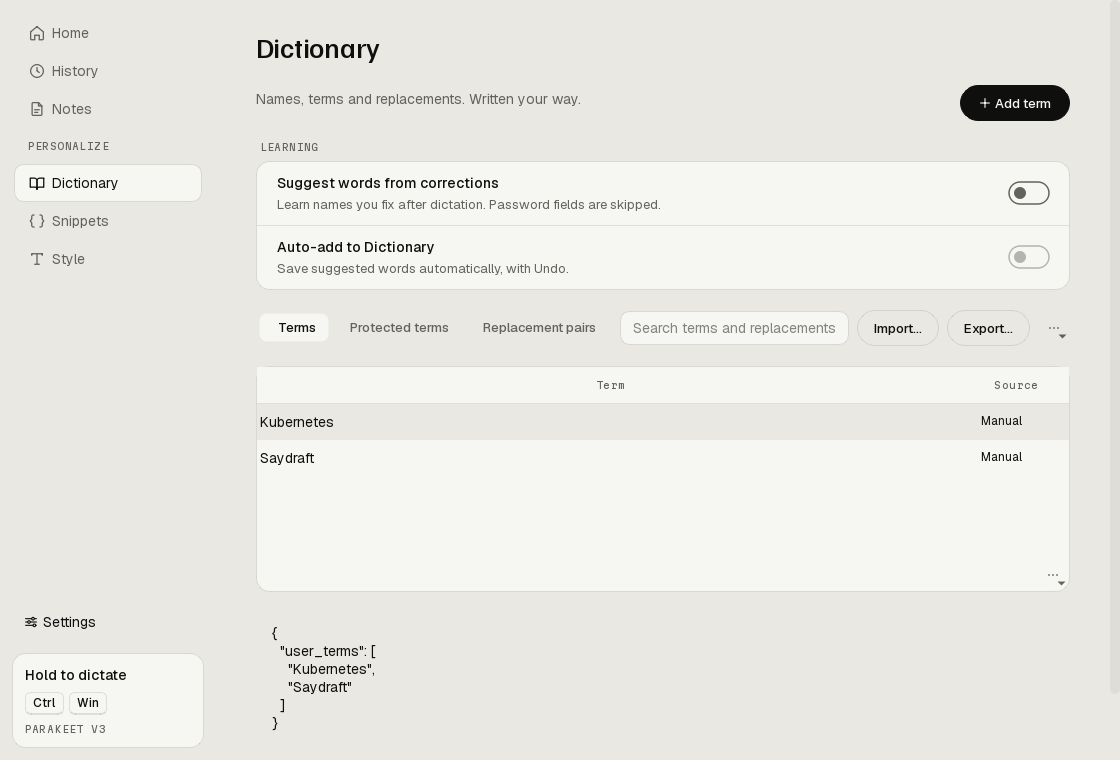 Home
History
Notes
PERSONALIZE
Dictionary
Snippets
Style
Settings
Hold to dictate
Ctrl Win
PARAKEET V3
Dictionary
Names, terms and replacements. Written your way.
+ Add term
LEARNING
Suggest words from corrections
Learn names you fix after dictation. Password fields are skipped.
Auto-add to Dictionary
Save suggested words automatically, with Undo.
Terms Protected terms Replacement pairs Search terms and replacements Import... Export... ...
Term Source
Kubernetes Manual
Saydraft Manual
...
{
"user_terms": [
"Kubernetes",
"Saydraft"
]
}